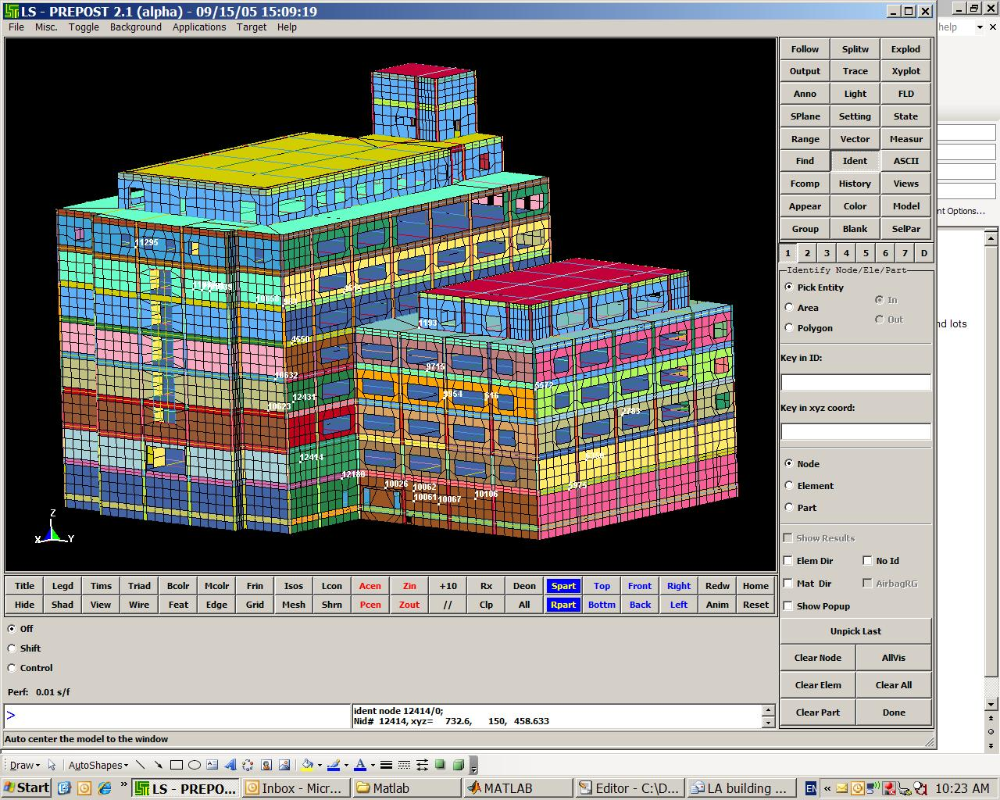 LS - PREPOST 2.1 (alpha) - 09/15/05 15:09:19
File Misc. Toggle Background Applications Target Help
help
Follow Splitw Explod
Output Trace Xyplot
Anno Light FLD
SPlane Setting State
Range Vector Measur
Find Ident ASCII
Fcomp History Views
Appear Color Model
Group Blank SelPar
1 2 3 4 5 6 7 D
nt Options...
Identify Node/Ele/Part
Pick Entity
In
Area
Out
Polygon
nd lots
Key in ID:
Key in xyz coord:
Node
Element
Part
Show Results
Elem Dir No Id
Mat Dir AirbagRG
Show Popup
Unpick Last
Clear Node AllVis
Clear Elem Clear All
Clear Part Done
11295
10650
1193
4550
9715
10632
5572
12431
9954
516
10623
2783
12414
12180
10026
10062
10061
10067
10106
5975
Z
X Y
Title Legd Tims Triad Bcolr Mcolr Frin Isos Lcon Acen Zin +10 Rx Deon Spart Top Front Right Redw Home
Hide Shad View Wire Feat Edge Grid Mesh Shrn Pcen Zout // Clp All Rpart Bottm Back Left Anim Reset
Off
Shift
Control
Perf: 0.01 s/f
>
ident node 12414/0;
Nid# 12414, xyz= 732.6, 150, 458.633
Auto center the model to the window
Draw AutoShapes
Start LS - PREPO... Inbox - Micr... Matlab MATLAB Editor - C:\D... LA building ... EN 10:23 AM